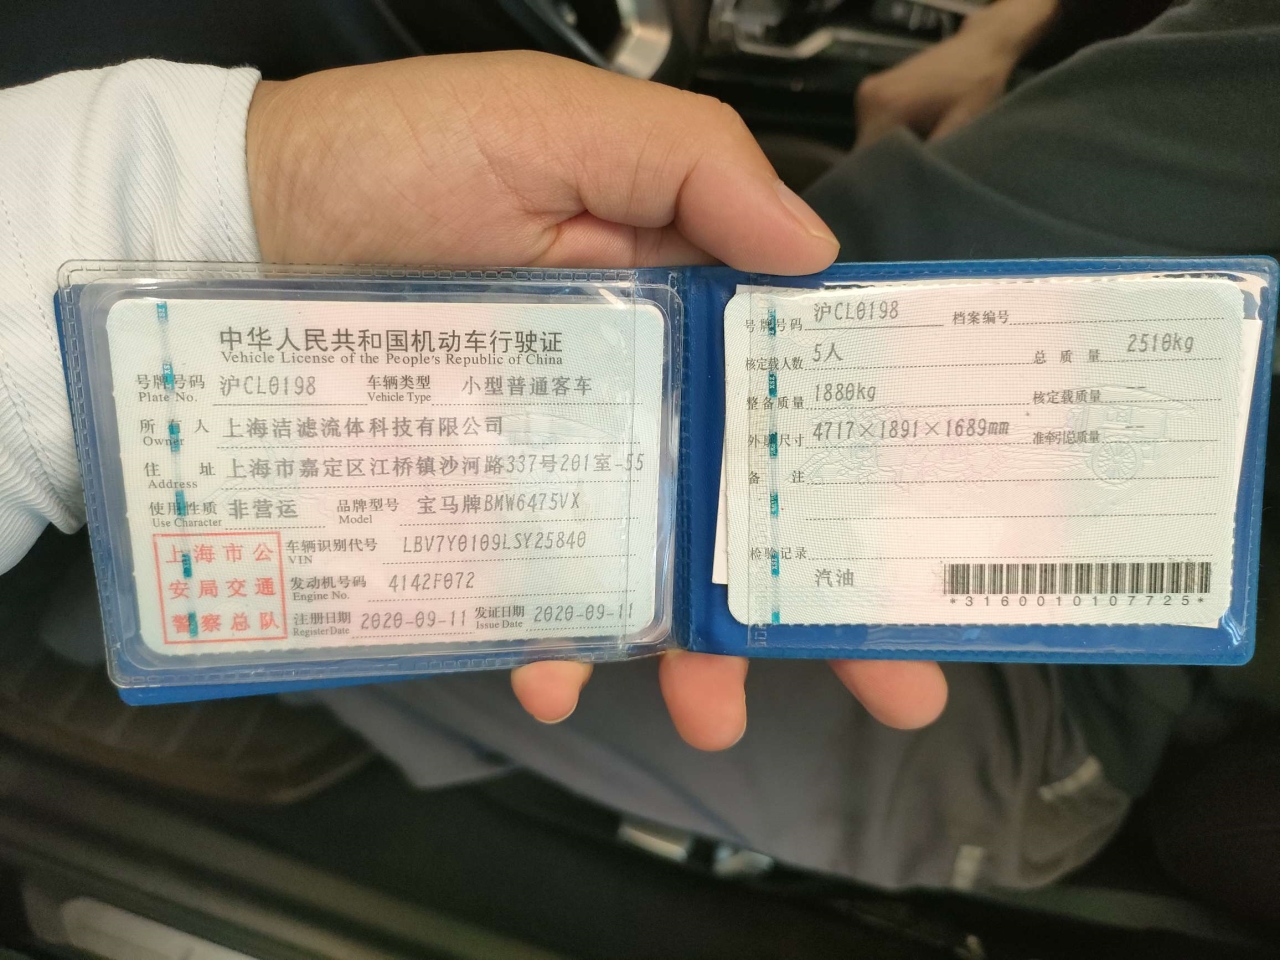 中华人民共和国机动车行驶证
Vehicle License of the People's Republic of China
号牌号码 沪CL0198 车辆类型 小型普通客车
Plate No. Vehicle Type
所有人 上海洁滤流体科技有限公司
Owner
住址 上海市嘉定区江桥镇沙河路337号201室-55
Address
使用性质 非营运 品牌型号 宝马牌BMW6475VX
Use Character Model
上海市公
安局交通
警察总队
车辆识别代号 LBV7Y0109LSY25840
VIN
发动机号码 4142F072
Engine No.
注册日期 2020-09-11 发证日期 2020-09-11
Register Date Issue Date
号牌号码 沪CL0198 档案编号
核定载人数 5人 总质量 2510kg
整备质量 1880kg 核定载质量 --
外廓尺寸 4717×1891×1689mm 准牵引总质量 --
备注
检验记录
汽油
*3160010107725*